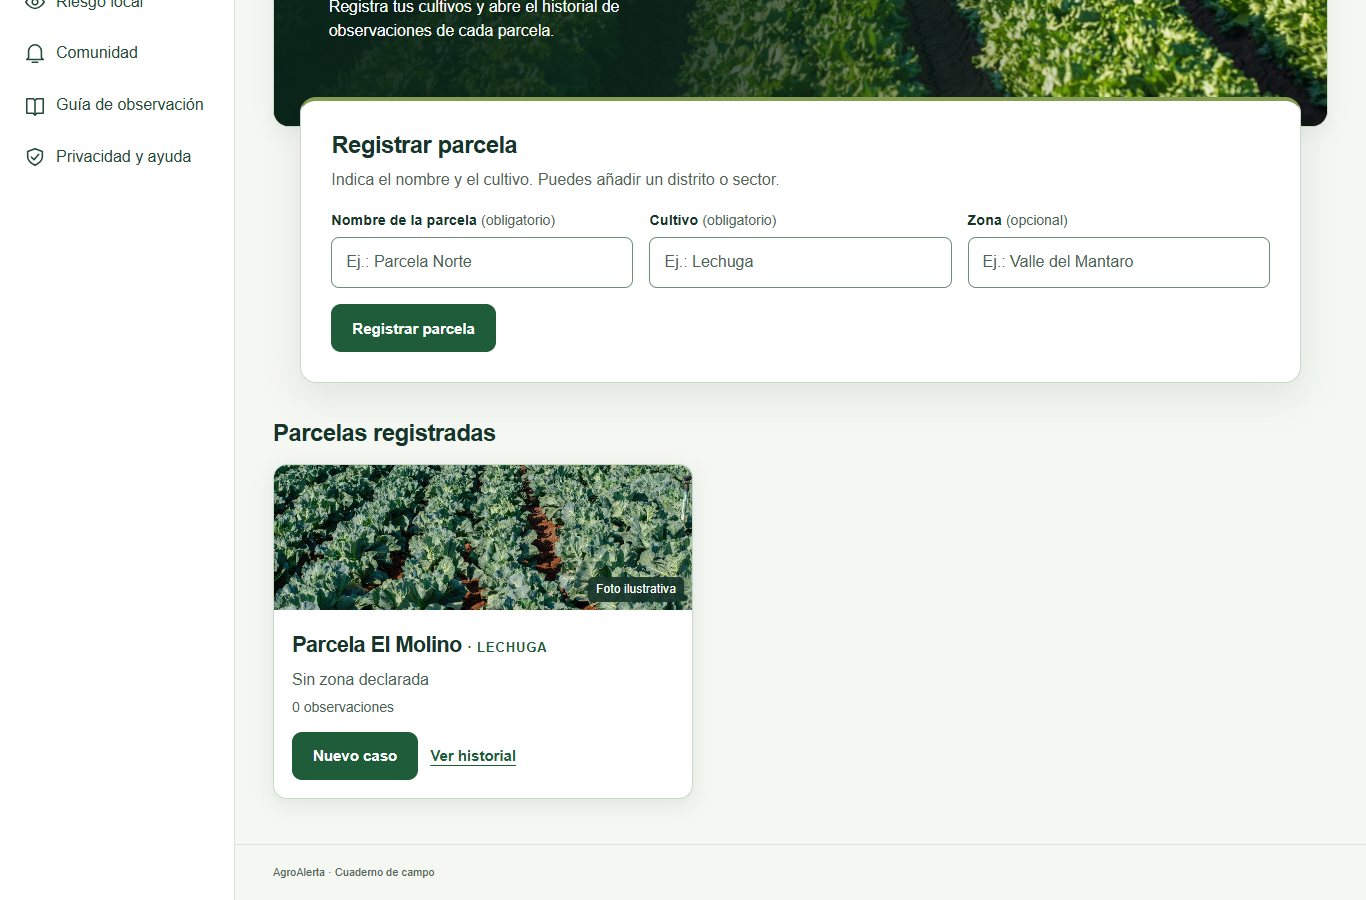 Riesgo local
Comunidad
Guía de observación
Privacidad y ayuda
Registra tus cultivos y abre el historial de
observaciones de cada parcela.
Registrar parcela
Indica el nombre y el cultivo. Puedes añadir un distrito o sector.
Nombre de la parcela (obligatorio)
Ej.: Parcela Norte
Cultivo (obligatorio)
Ej.: Lechuga
Zona (opcional)
Ej.: Valle del Mantaro
Registrar parcela
Parcelas registradas
Foto ilustrativa
Parcela El Molino · LECHUGA
Sin zona declarada
0 observaciones
Nuevo caso
Ver historial
AgroAlerta · Cuaderno de campo